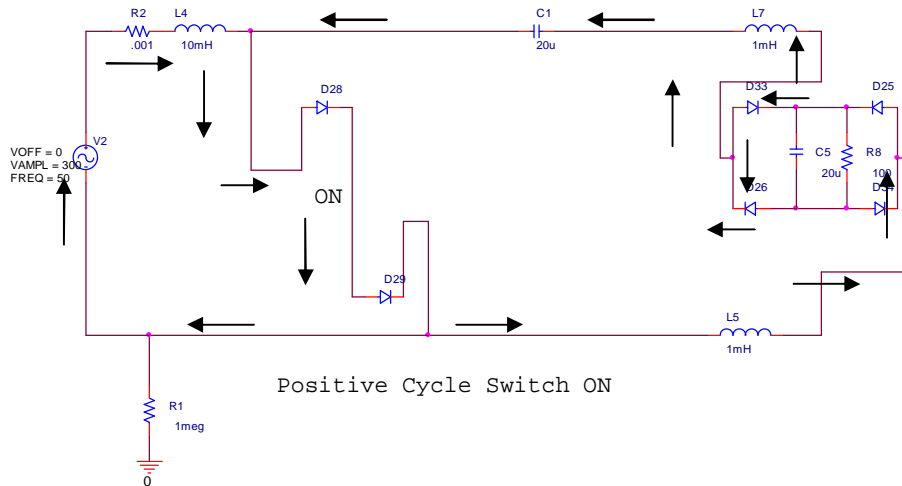 R2
L4
C1
L7
.001
10mH
20u
1mH
D28
D33
D25
V2
VOFF = 0
VAMPL = 300
FREQ = 50
C5
R8
20u
100
ON
D26
D34
D29
L5
1mH
Positive Cycle Switch ON
R1
1meg
0